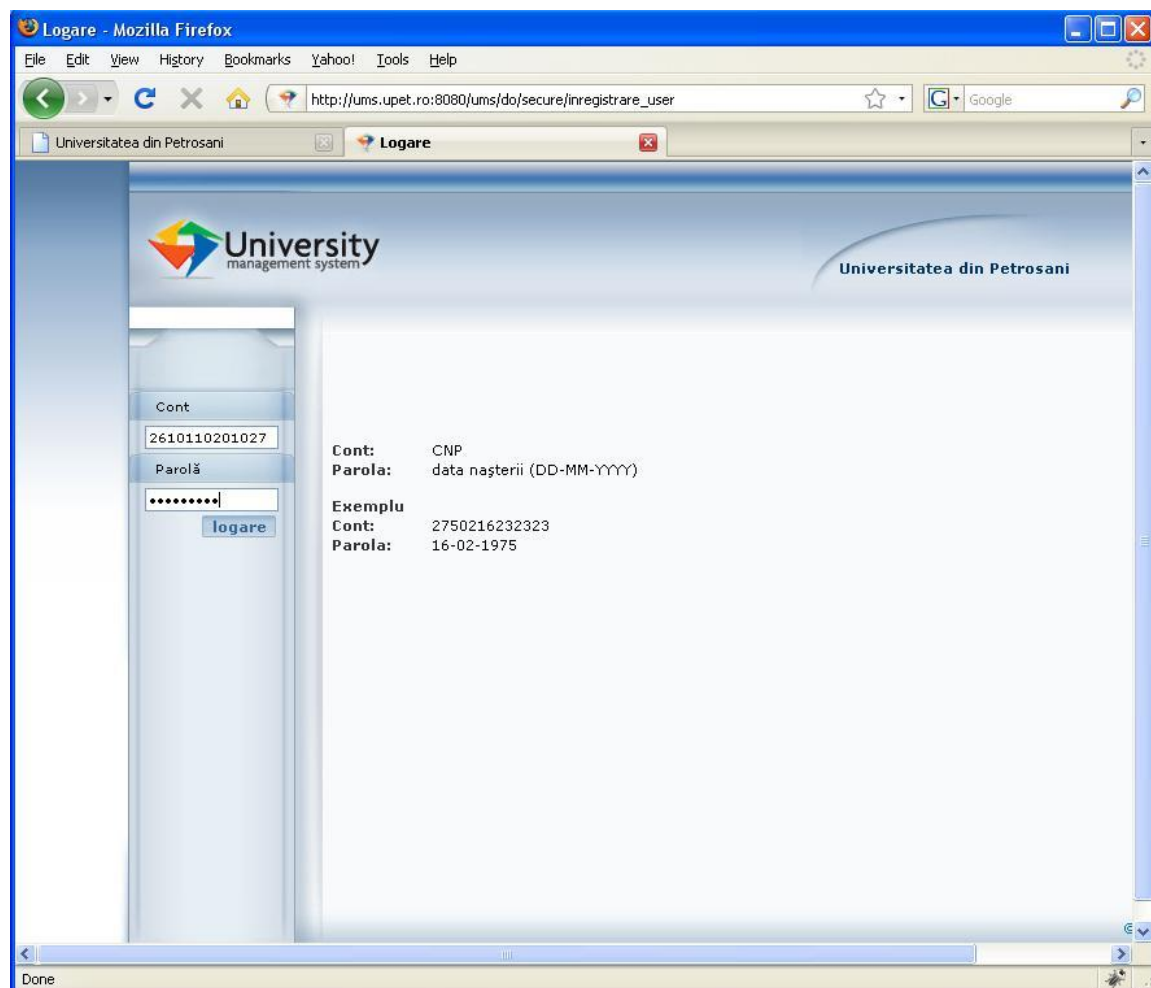 Logare - Mozilla Firefox
File Edit View History Bookmarks Yahoo! Tools Help
http://ums.upet.ro:8080/ums/do/secure/inregistrare_user
Google
Universitatea din Petrosani
Logare
University
management system
Universitatea din Petrosani
Cont
2610110201027
Parolă
•••••••••
logare
Cont: CNP
Parola: data naşterii (DD-MM-YYYY)
Exemplu
Cont: 2750216232323
Parola: 16-02-1975
Done